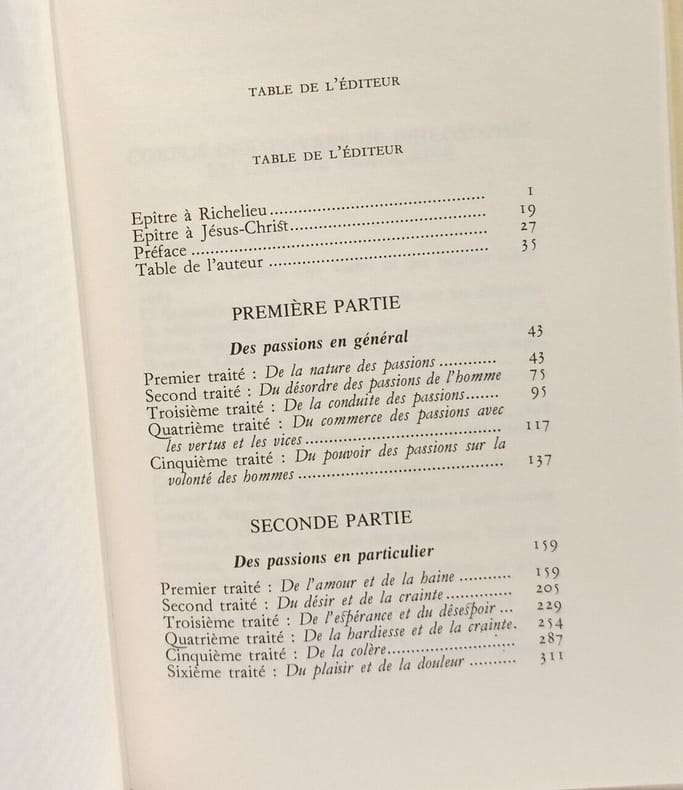 TABLE DE L'ÉDITEUR
TABLE DE L'ÉDITEUR
Epître à Richelieu.......................................... 1
Epître à Jésus-Christ...................................... 19
Préface ......................................................... 27
Table de l'auteur .......................................... 35
PREMIÈRE PARTIE
Des passions en général 43
Premier traité : De la nature des passions ............ 43
Second traité : Du désordre des passions de l'homme 75
Troisième traité : De la conduite des passions....... 95
Quatrième traité : Du commerce des passions avec
les vertus et les vices ...................................... 117
Cinquième traité : Du pouvoir des passions sur la
volonté des hommes ......................................... 137
SECONDE PARTIE
Des passions en particulier 159
Premier traité : De l'amour et de la haine ........... 159
Second traité : Du désir et de la crainte .............. 205
Troisième traité : De l'espérance et du désespoir ... 229
Quatrième traité : De la hardiesse et de la crainte. 254
Cinquième traité : De la colère.......................... 287
Sixième traité : Du plaisir et de la douleur .......... 311